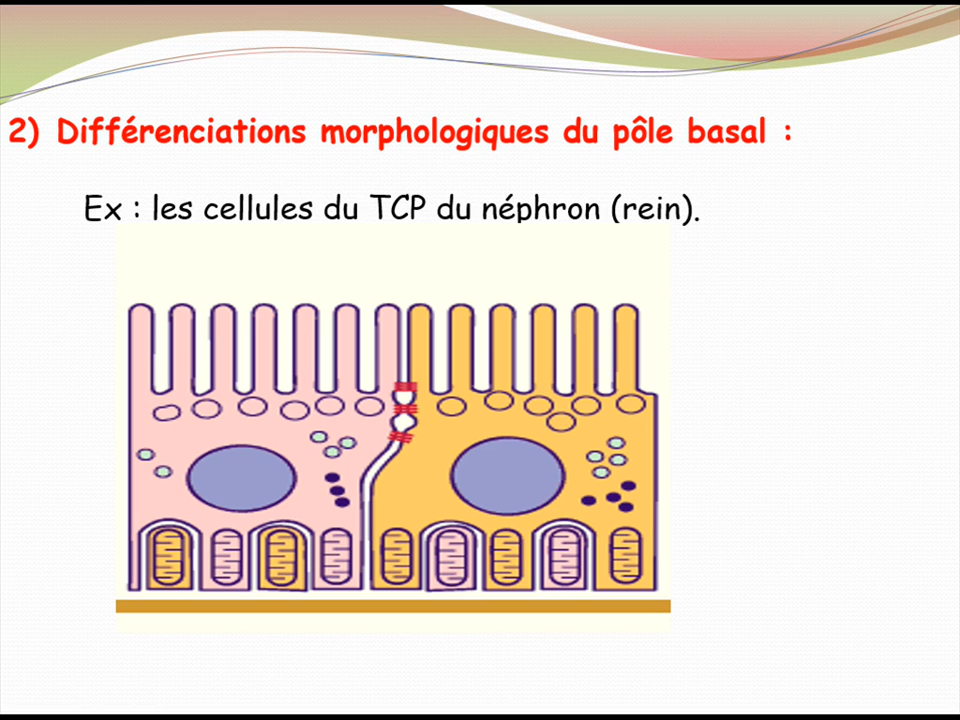 2) Différenciations morphologiques du pôle basal :
Ex : les cellules du TCP du néphron (rein).